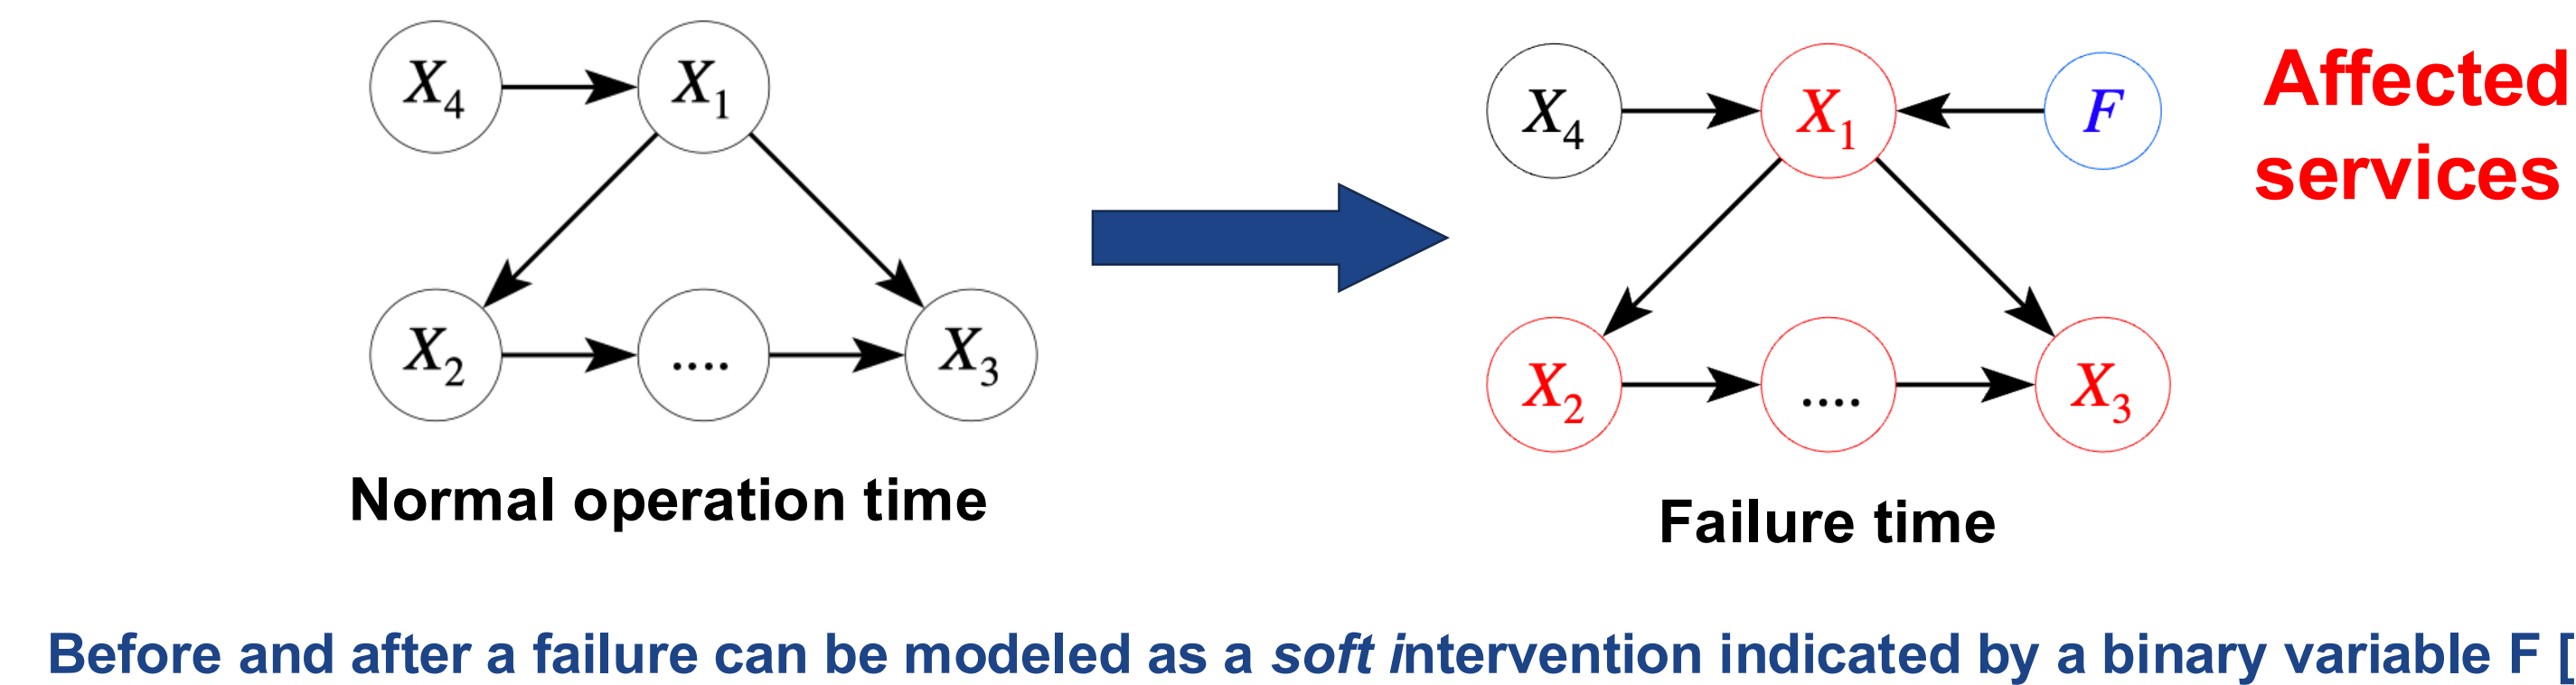 X4 X1
X2 .... X3
Normal operation time
X4 X1 F
X2 .... X3
Failure time
Affected
services
Before and after a failure can be modeled as a soft intervention indicated by a binary variable F [